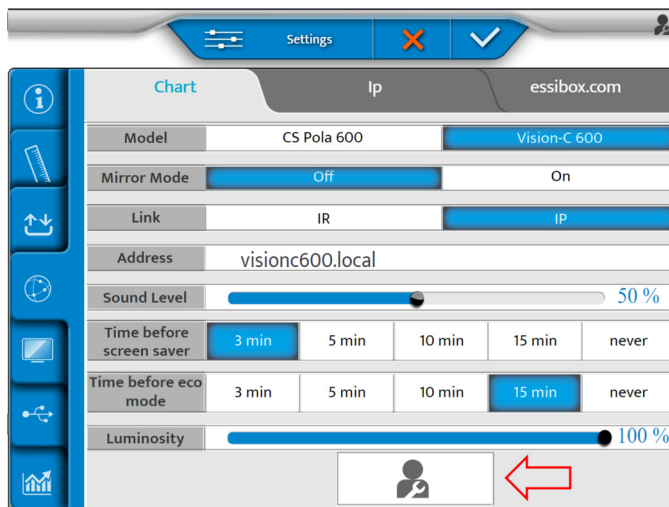 Settings
Chart Ip essibox.com
Model CS Pola 600 Vision-C 600
Mirror Mode Off On
Link IR IP
Address visionc600.local
Sound Level 50 %
Time before screen saver 3 min 5 min 10 min 15 min never
Time before eco mode 3 min 5 min 10 min 15 min never
Luminosity 100 %